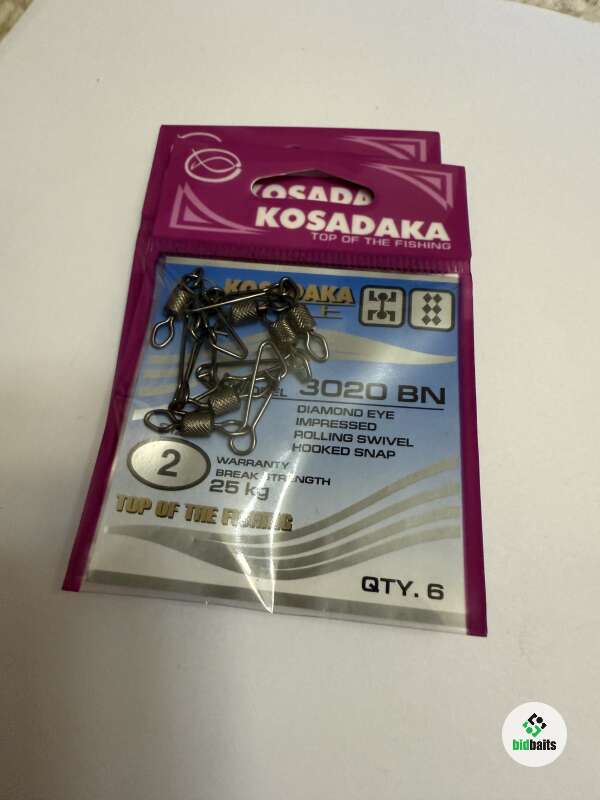 KOSADA
KOSADAKA
TOP OF THE FISHING
KOSADAKA
3020 BN
DIAMOND EYE
IMPRESSED
ROLLING SWIVEL
HOOKED SNAP
2
WARRANTY
BREAK STRENGTH
25 kg
TOP OF THE FISHING
QTY. 6
bidbaits